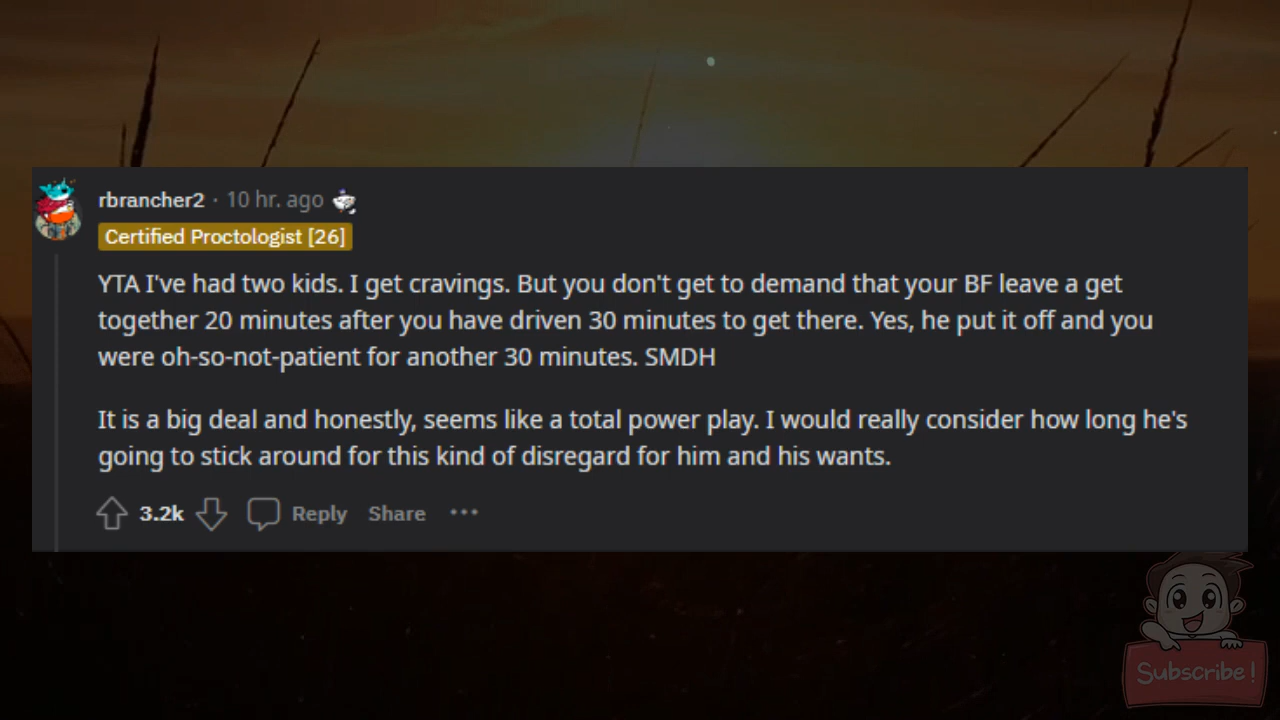 rbrancher2 · 10 hr. ago
Certified Proctologist [26]
YTA I've had two kids. I get cravings. But you don't get to demand that your BF leave a get
together 20 minutes after you have driven 30 minutes to get there. Yes, he put it off and you
were oh-so-not-patient for another 30 minutes. SMDH
It is a big deal and honestly, seems like a total power play. I would really consider how long he's
going to stick around for this kind of disregard for him and his wants.
3.2k Reply Share ···
Subscribe!